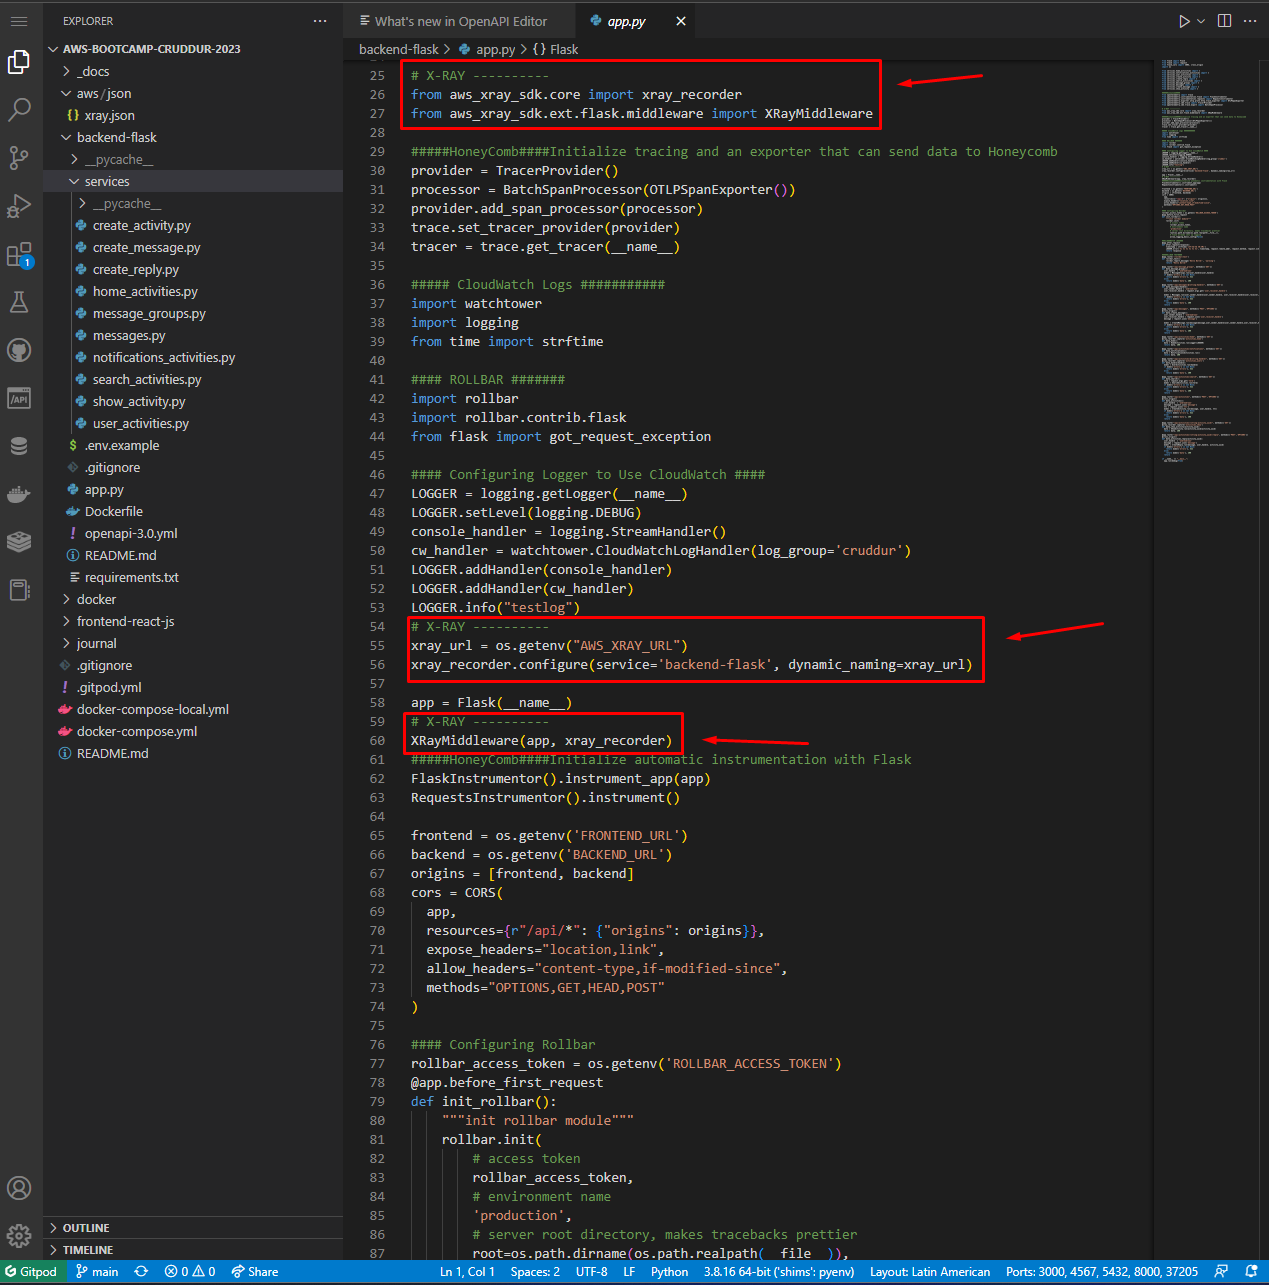 EXPLORER
···
AWS-BOOTCAMP-CRUDDUR-2023
_docs
aws/json
{} xray.json
backend-flask
__pycache__
services
__pycache__
create_activity.py
create_message.py
create_reply.py
home_activities.py
message_groups.py
messages.py
notifications_activities.py
search_activities.py
show_activity.py
user_activities.py
$ .env.example
.gitignore
app.py
Dockerfile
! openapi-3.0.yml
README.md
requirements.txt
docker
frontend-react-js
journal
.gitignore
! .gitpod.yml
docker-compose-local.yml
docker-compose.yml
README.md
OUTLINE
TIMELINE
1
/API
What's new in OpenAPI Editor
app.py
backend-flask > app.py > {} Flask
25 # X-RAY ----------
26 from aws_xray_sdk.core import xray_recorder
27 from aws_xray_sdk.ext.flask.middleware import XRayMiddleware
28
29 #####HoneyComb####Initialize tracing and an exporter that can send data to Honeycomb
30 provider = TracerProvider()
31 processor = BatchSpanProcessor(OTLPSpanExporter())
32 provider.add_span_processor(processor)
33 trace.set_tracer_provider(provider)
34 tracer = trace.get_tracer(__name__)
35
36 ##### CloudWatch Logs ###########
37 import watchtower
38 import logging
39 from time import strftime
40
41 #### ROLLBAR #######
42 import rollbar
43 import rollbar.contrib.flask
44 from flask import got_request_exception
45
46 #### Configuring Logger to Use CloudWatch ####
47 LOGGER = logging.getLogger(__name__)
48 LOGGER.setLevel(logging.DEBUG)
49 console_handler = logging.StreamHandler()
50 cw_handler = watchtower.CloudWatchLogHandler(log_group='cruddur')
51 LOGGER.addHandler(console_handler)
52 LOGGER.addHandler(cw_handler)
53 LOGGER.info("testlog")
54 # X-RAY ----------
55 xray_url = os.getenv("AWS_XRAY_URL")
56 xray_recorder.configure(service='backend-flask', dynamic_naming=xray_url)
57
58 app = Flask(__name__)
59 # X-RAY ----------
60 XRayMiddleware(app, xray_recorder)
61 #####HoneyComb####Initialize automatic instrumentation with Flask
62 FlaskInstrumentor().instrument_app(app)
63 RequestsInstrumentor().instrument()
64
65 frontend = os.getenv('FRONTEND_URL')
66 backend = os.getenv('BACKEND_URL')
67 origins = [frontend, backend]
68 cors = CORS(
69 app,
70 resources={r"/api/*": {"origins": origins}},
71 expose_headers="location,link",
72 allow_headers="content-type,if-modified-since",
73 methods="OPTIONS,GET,HEAD,POST"
74 )
75
76 #### Configuring Rollbar
77 rollbar_access_token = os.getenv('ROLLBAR_ACCESS_TOKEN')
78 @app.before_first_request
79 def init_rollbar():
80 """init rollbar module"""
81 rollbar.init(
82 # access token
83 rollbar_access_token,
84 # environment name
85 'production',
86 # server root directory, makes tracebacks prettier
87 root=os.path.dirname(os.path.realpath(__file__)),
Gitpod main 0 0 Share Ln 1, Col 1 Spaces: 2 UTF-8 LF Python 3.8.16 64-bit ('shims': pyenv) Layout: Latin American Ports: 3000, 4567, 5432, 8000, 37205